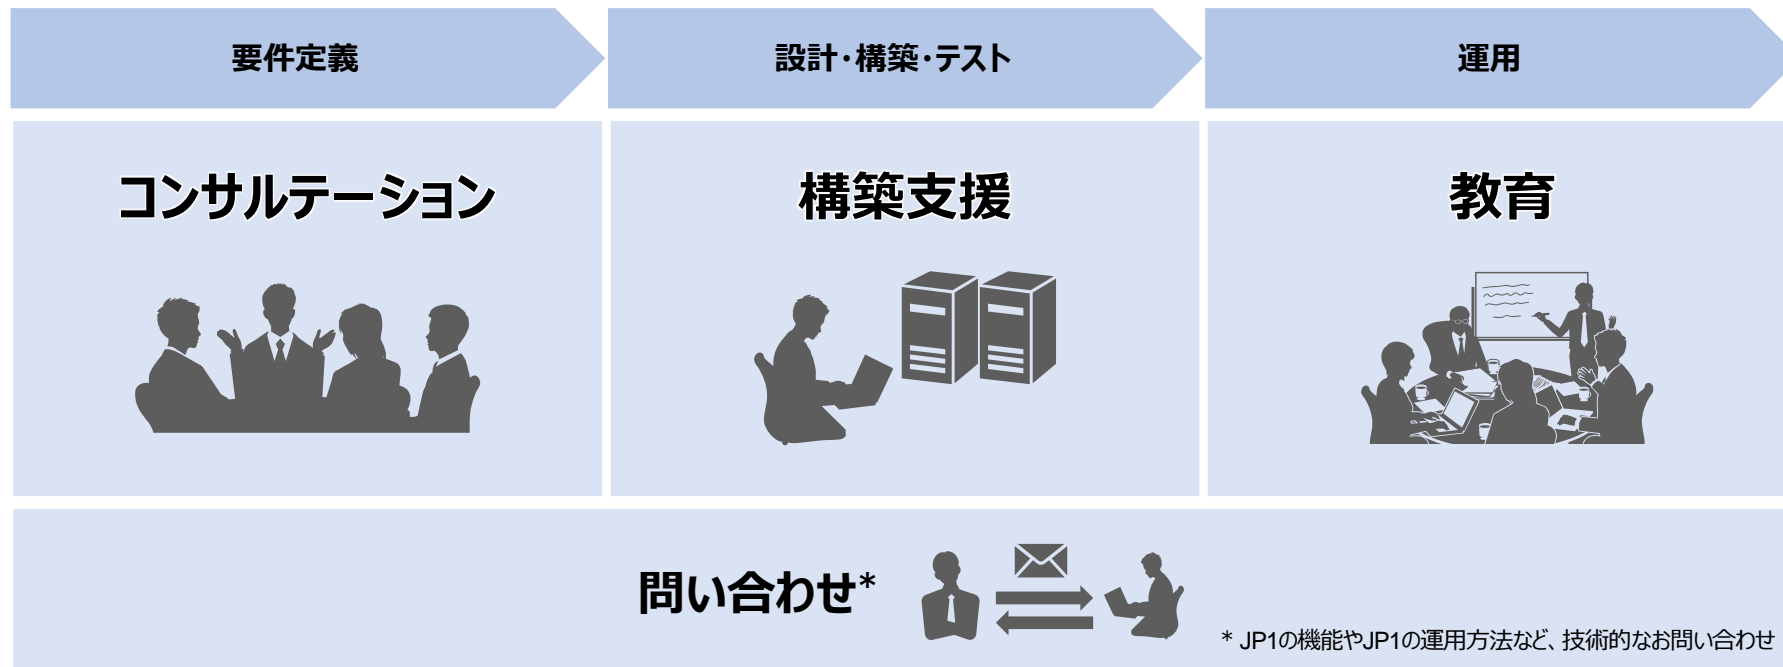 要件定義
設計・構築・テスト
運用
コンサルテーション
構築支援
教育
問い合わせ*
* JP1の機能やJP1の運用方法など、技術的なお問い合わせ